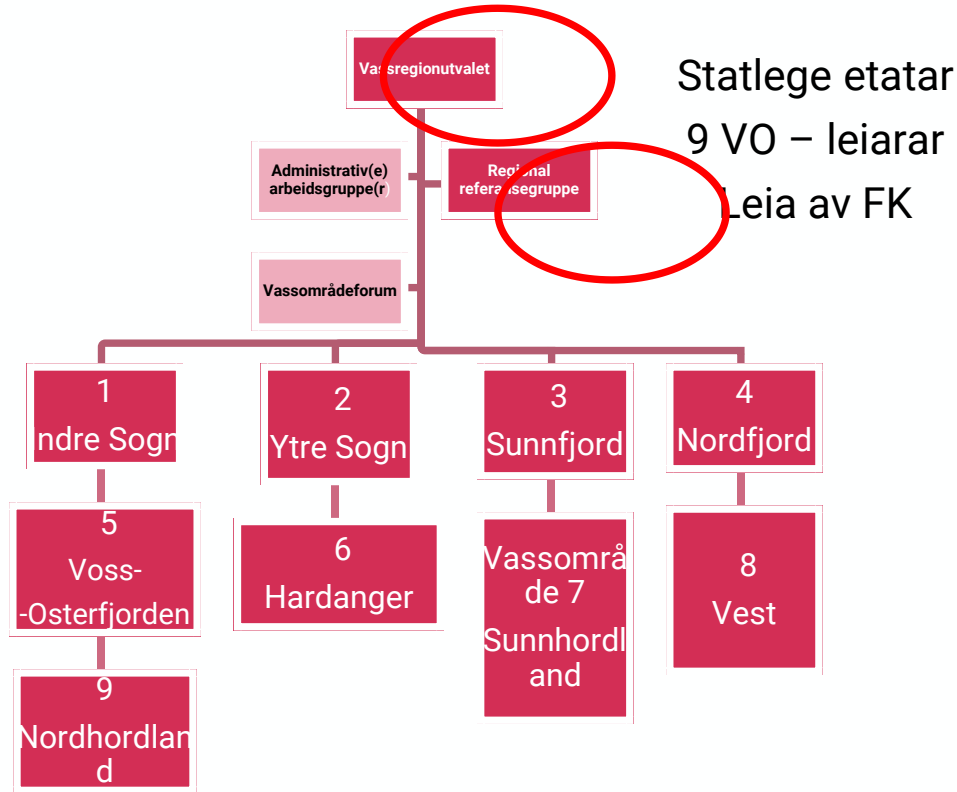 Vassregionutvalet
Statlege etatar
9 VO – leiarar
Leia av FK
Administrativ(e)
arbeidsgruppe(r)
Regional
referansegruppe
Vassområdeforum
1
Indre Sogn
2
Ytre Sogn
3
Sunnfjord
4
Nordfjord
5
Voss-
-Osterfjorden
6
Hardanger
Vassområ
de 7
Sunnhordl
and
8
Vest
9
Nordhordlan
d